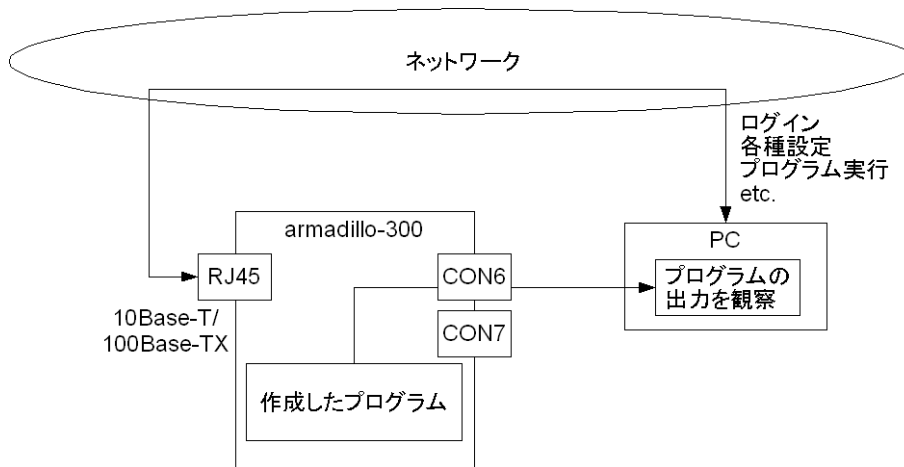 ネットワーク
ログイン
各種設定
プログラム実行
etc.
armadillo-300
PC
RJ45
CON6
プログラムの
出力を観察
10Base-T/
100Base-TX
CON7
作成したプログラム